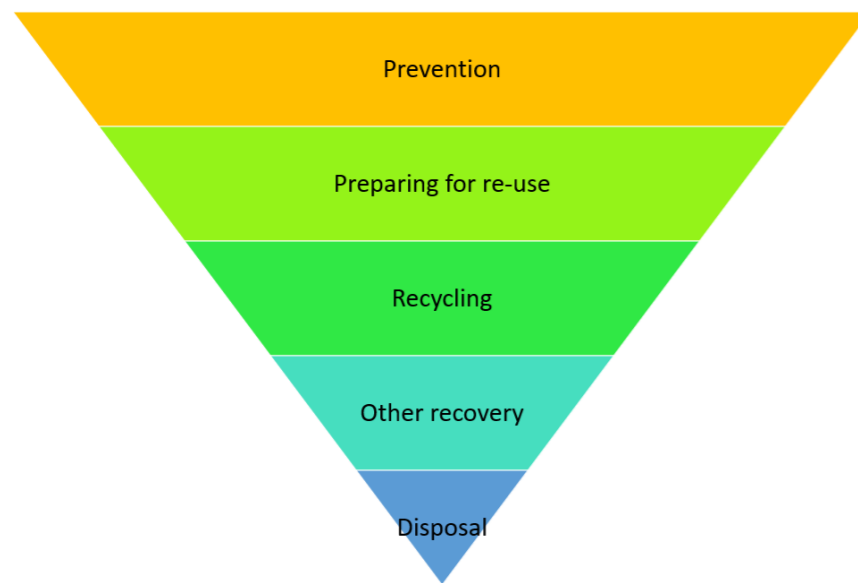 Prevention
Preparing for re-use
Recycling
Other recovery
Disposal